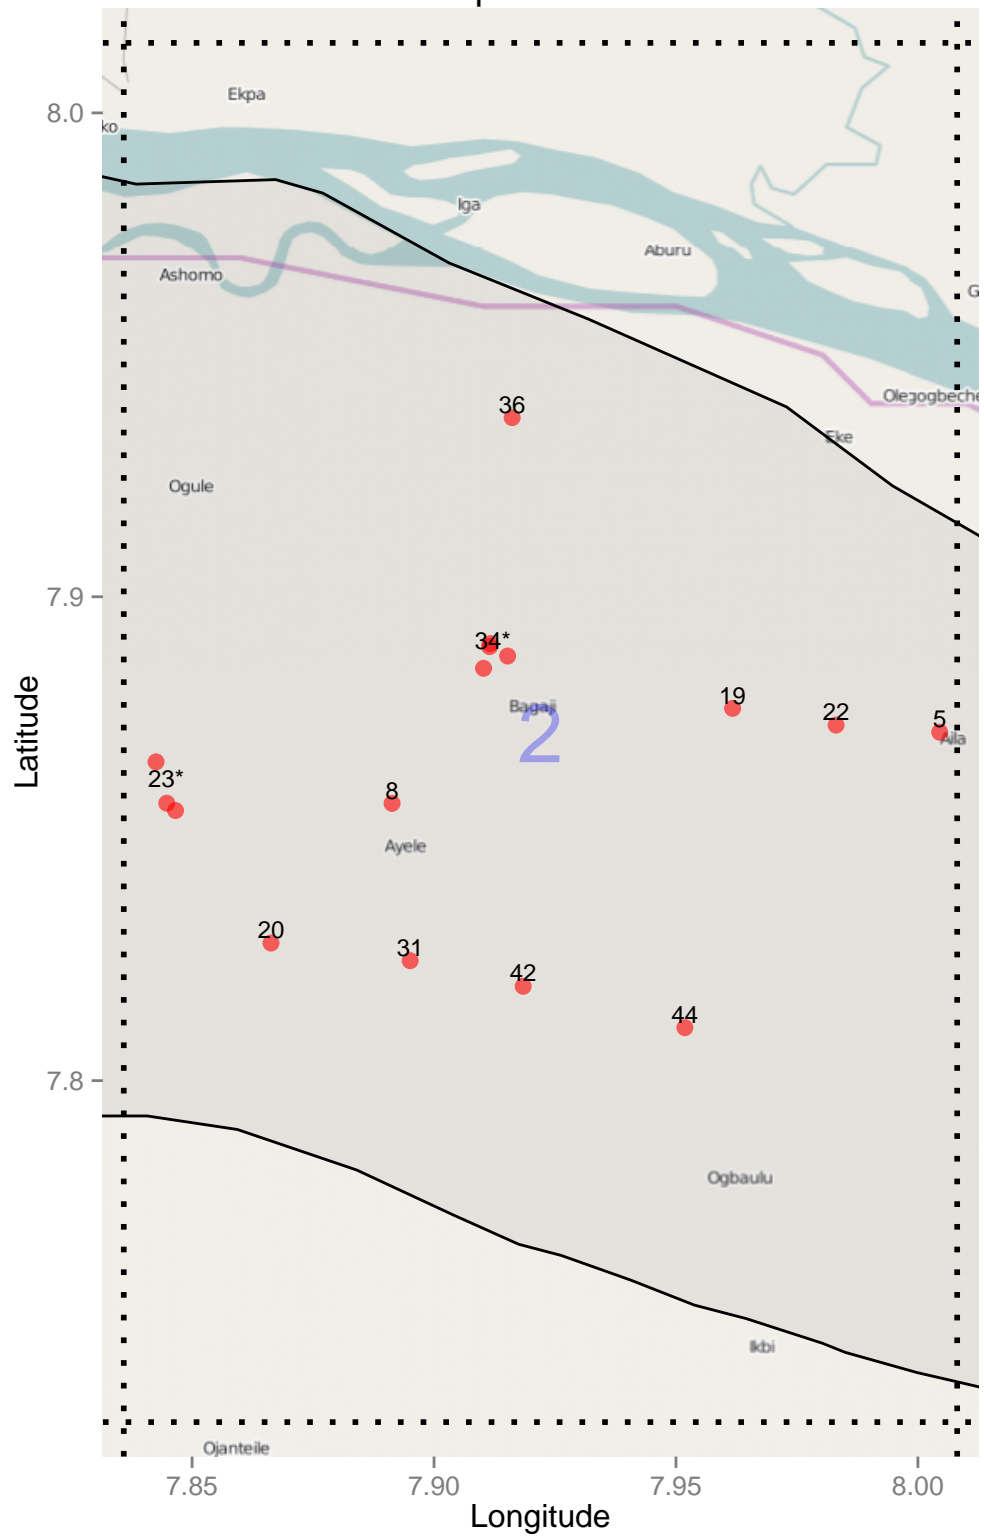 Ekpa
8.0
ko
Iga
Aburu
Ashomo
G
Olegogbeche
36
Eke
Ogule
7.9
34*
19
Bagaji
22
5
2
Aila
23*
8
Ayele
20
31
42
44
7.8
Ogbaulu
Ikbi
Ojanteile
7.85
7.90
7.95
8.00
Latitude
Longitude